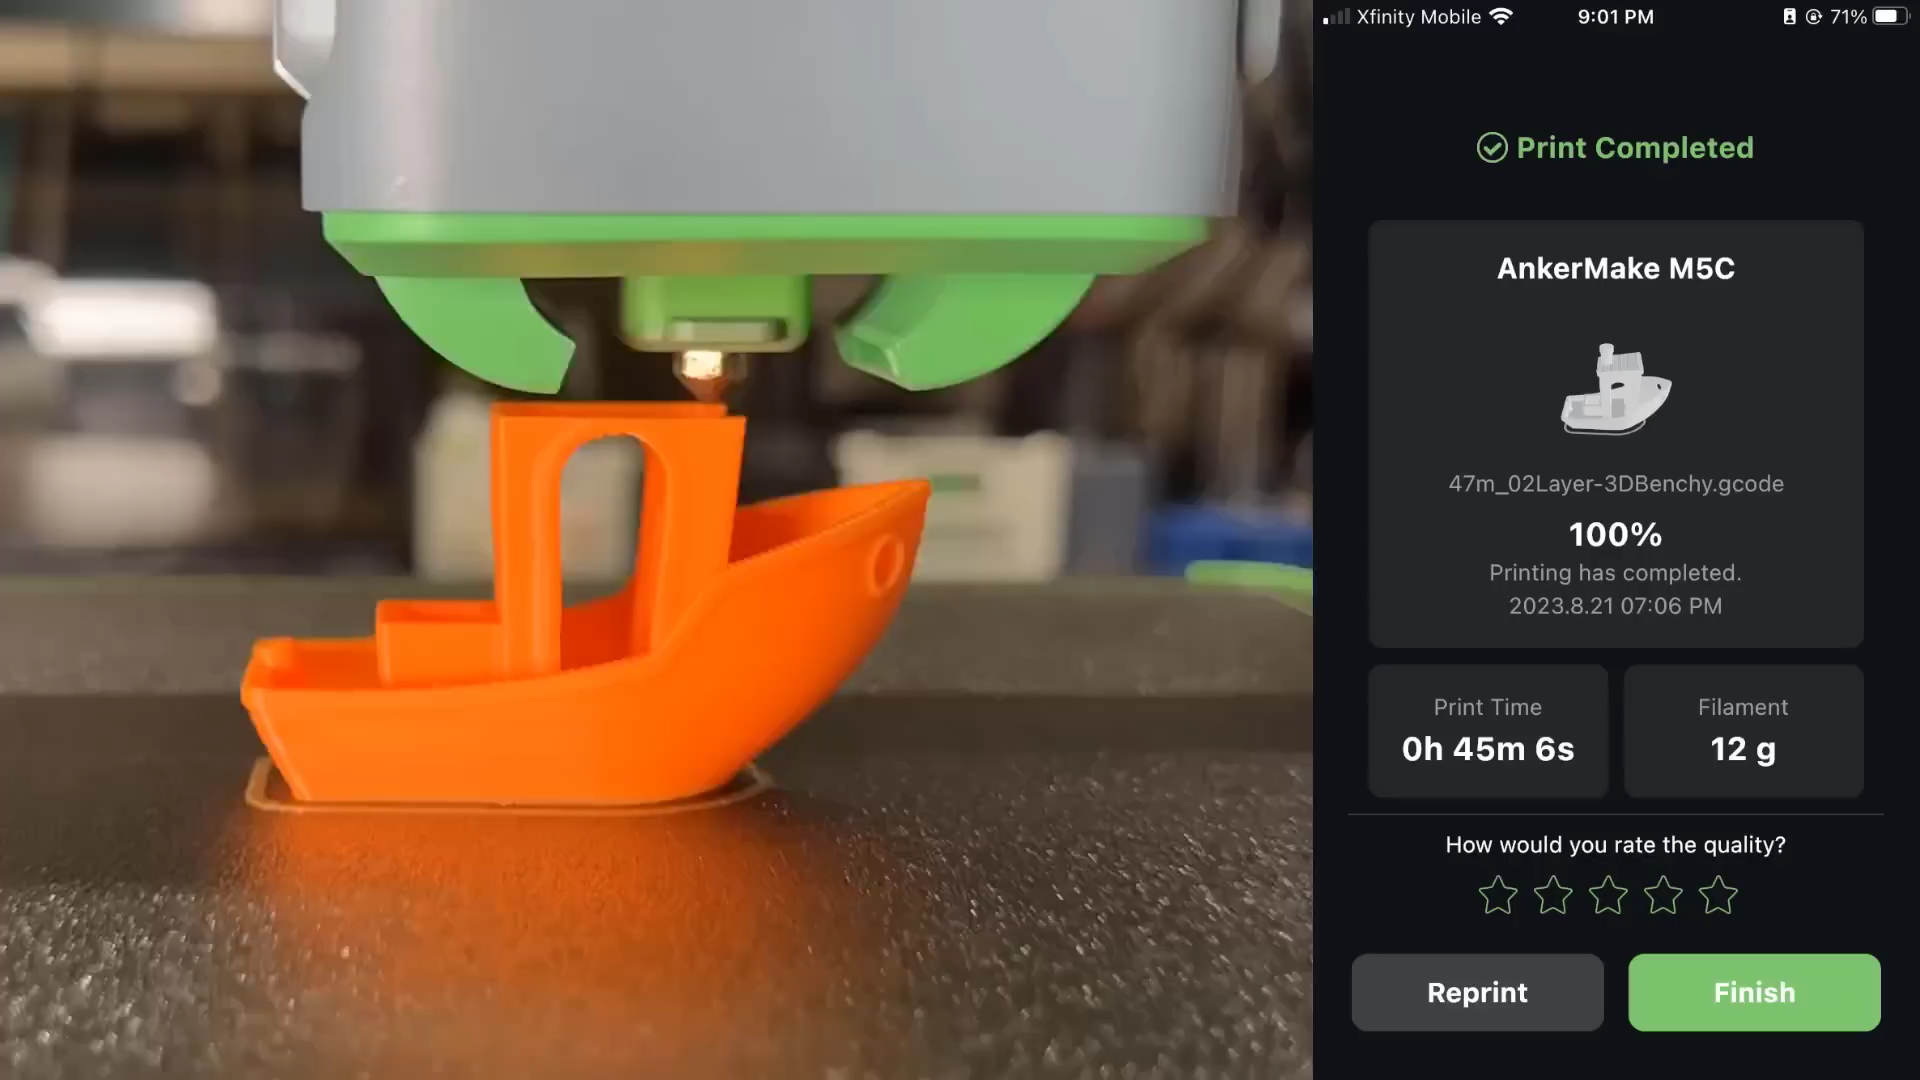 Xfinity Mobile
9:01 PM
71%
Print Completed
AnkerMake M5C
47m_02Layer-3DBenchy.gcode
100%
Printing has completed.
2023.8.21 07:06 PM
Print Time
0h 45m 6s
Filament
12 g
How would you rate the quality?
Reprint
Finish